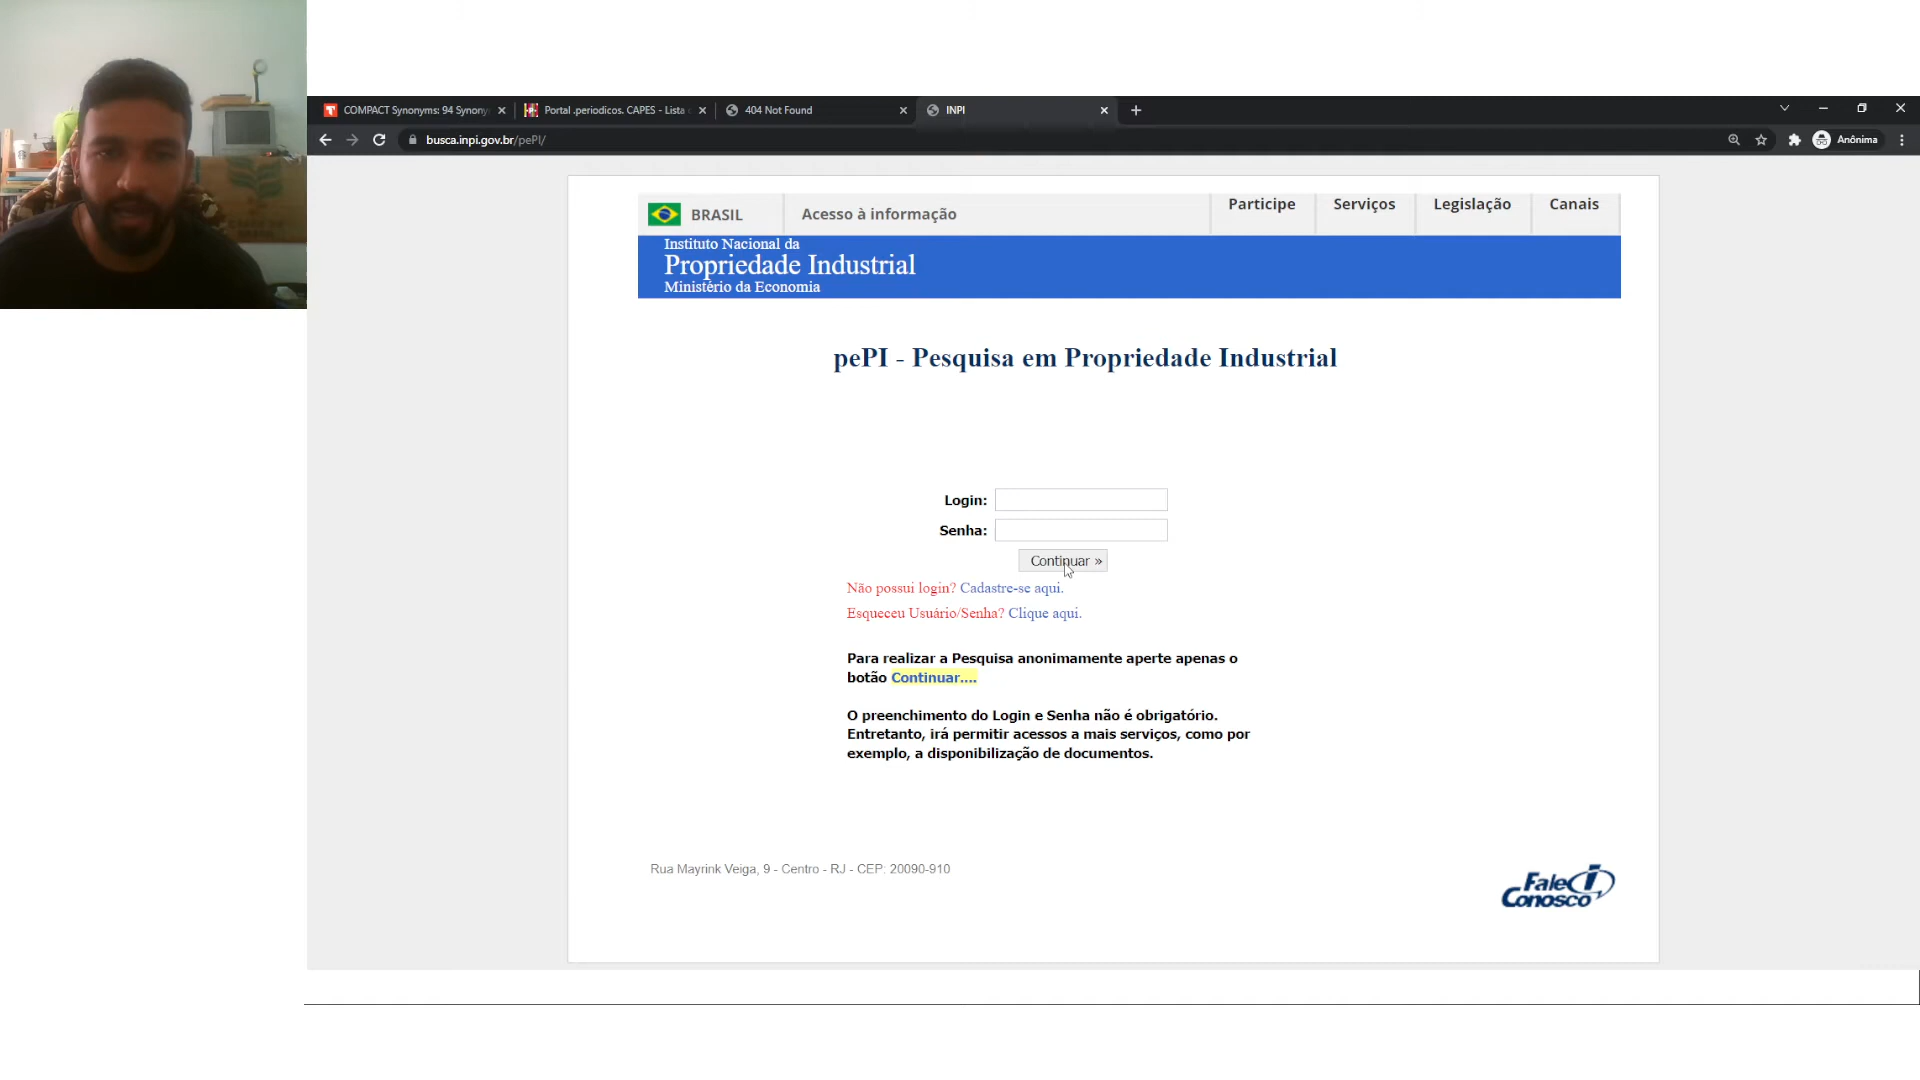 COMPACT Synonyms: 94 Synony
Portal .periodicos. CAPES - Lista
404 Not Found
INPI
busca.inpi.gov.br/pePI/
Anônima
BRASIL
Acesso à informação
Participe
Serviços
Legislação
Canais
Instituto Nacional da
Propriedade Industrial
Ministério da Economia
pePI - Pesquisa em Propriedade Industrial
Login:
Senha:
Continuar »
Não possui login? Cadastre-se aqui.
Esqueceu Usuário/Senha? Clique aqui.
Para realizar a Pesquisa anonimamente aperte apenas o
botão Continuar....
O preenchimento do Login e Senha não é obrigatório.
Entretanto, irá permitir acessos a mais serviços, como por
exemplo, a disponibilização de documentos.
Rua Mayrink Veiga, 9 - Centro - RJ - CEP: 20090-910
Fale
Conosco